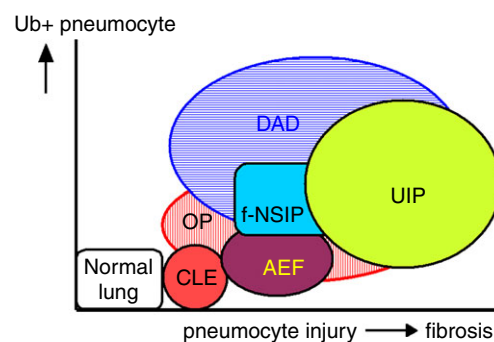 Ub+ pneumocyte
DAD
UIP
f-NSIP
OP
Normal
lung
CLE
AEF
pneumocyte injury → fibrosis